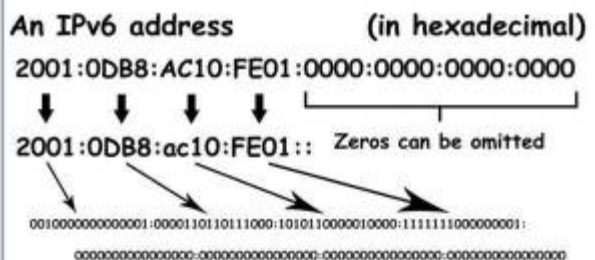 An IPv6 address (in hexadecimal)
2001:0DB8:AC10:FE01:0000:0000:0000:0000
2001:0DB8:ac10:FE01:: Zeros can be omitted
0010000000000001:0000110110111000:1010110000010000:1111111000000001:
0000000000000000:0000000000000000:0000000000000000:0000000000000000